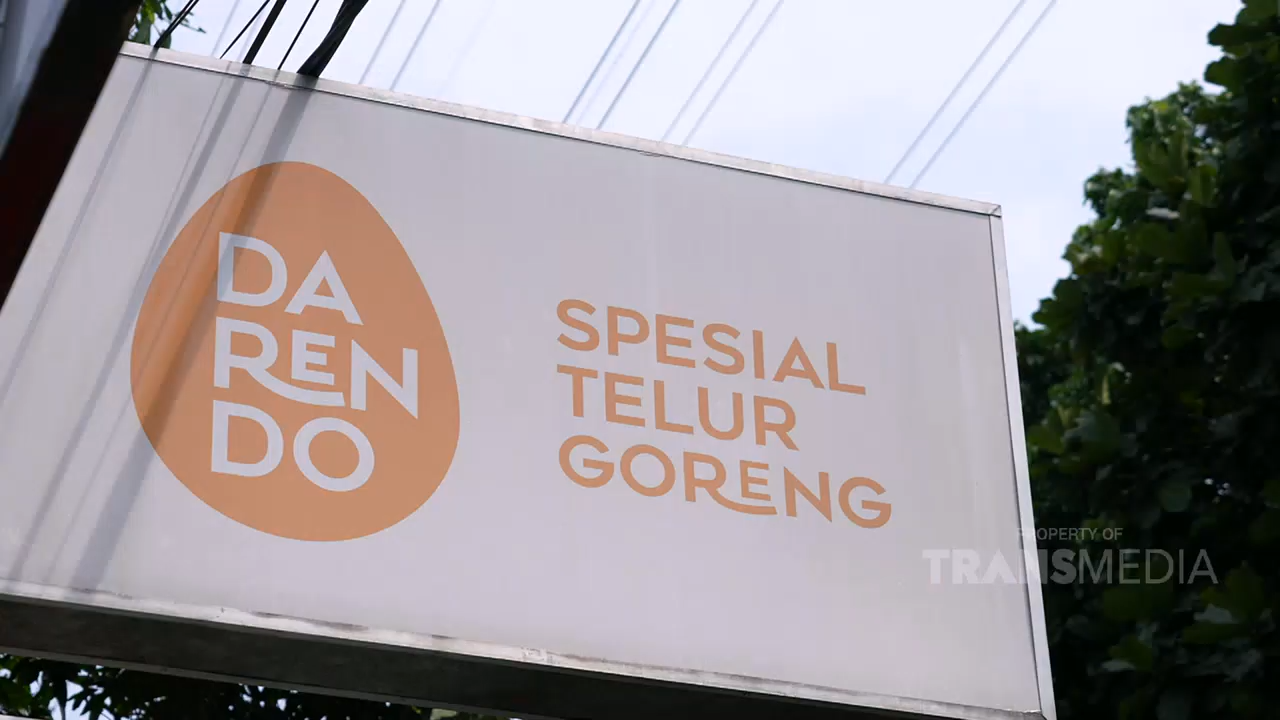 DA
REN
DO
SPESIAL
TELUR
GORENG
PROPERTY OF
TRANSMEDIA